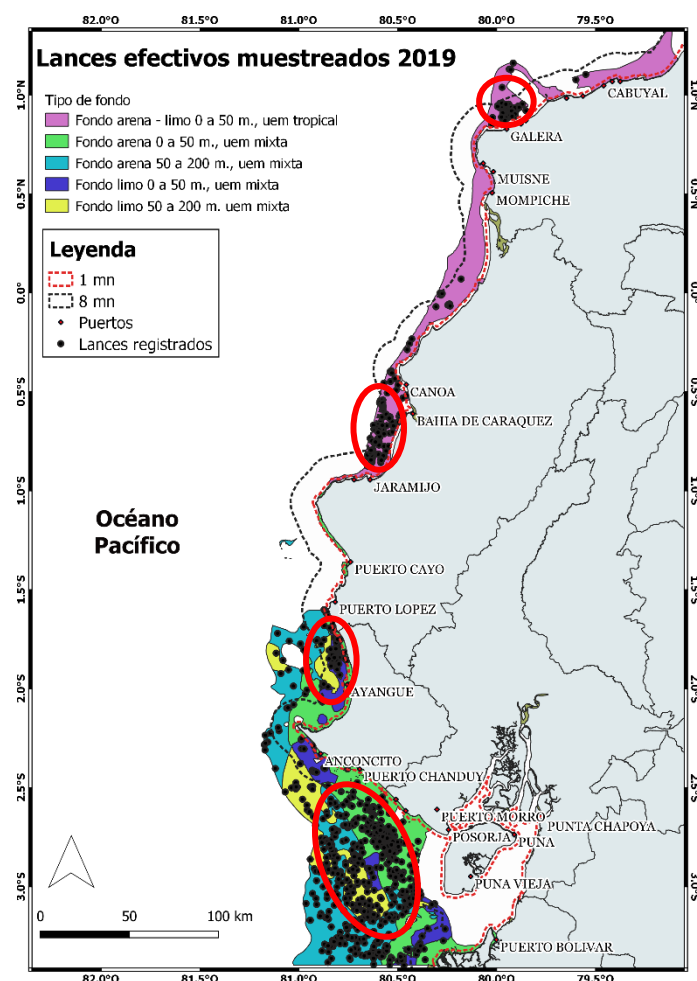 82.0°W 81.0°W 80.5°W 80.0°W 79.5°W
Lances efectivos muestreados 2019
Tipo de fondo
Fondo arena - limo 0 a 50 m., uem tropical
Fondo arena 0 a 50 m., uem mixta
Fondo arena 50 a 200 m., uem mixta
Fondo limo 0 a 50 m., uem mixta
Fondo limo 50 a 200 m. uem mixta
Leyenda
1 mn
8 mn
Puertos
Lances registrados
1.0°N
0.5°N
0.0°
0.5°S
1.0°S
1.5°S
2.0°S
2.5°S
3.0°S
CABUYAL
GALERA
MUISNE
MOMPICHE
CANOA
BAHIA DE CARAQUEZ
JARAMIJO
Océano
Pacífico
PUERTO CAYO
PUERTO LOPEZ
AYANGUE
ANCONCITO
PUERTO CHANDUY
PUERTO MORRO
PUNTA CHAPOYA
POSORJA
PUNA
PUNA VIEJA
PUERTO BOLIVAR
0 50 100 km
82.0°W 81.0°W 80.5°W 80.0°W 79.5°W